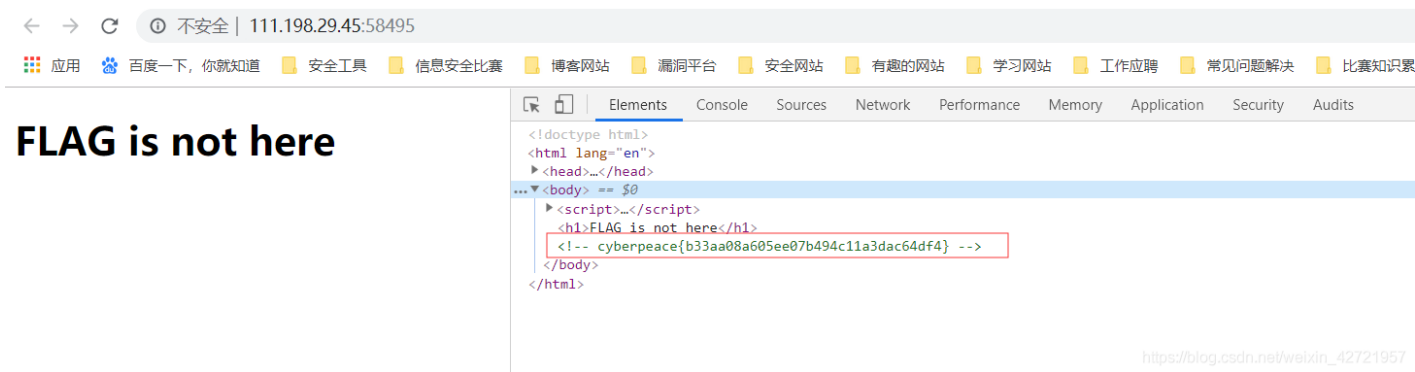 不安全 | 111.198.29.45:58495
应用 百度一下，你就知道 安全工具 信息安全比赛 博客网站 漏洞平台 安全网站 有趣的网站 学习网站 工作应聘 常见问题解决 比赛知识累
Elements Console Sources Network Performance Memory Application Security Audits
FLAG is not here
<!doctype html>
<html lang="en">
<head>…</head>
<body> == $0
<script>…</script>
<h1>FLAG is not here</h1>
<!-- cyberpeace{b33aa08a605ee07b494c11a3dac64df4} -->
</body>
</html>
https://blog.csdn.net/weixin_42721957